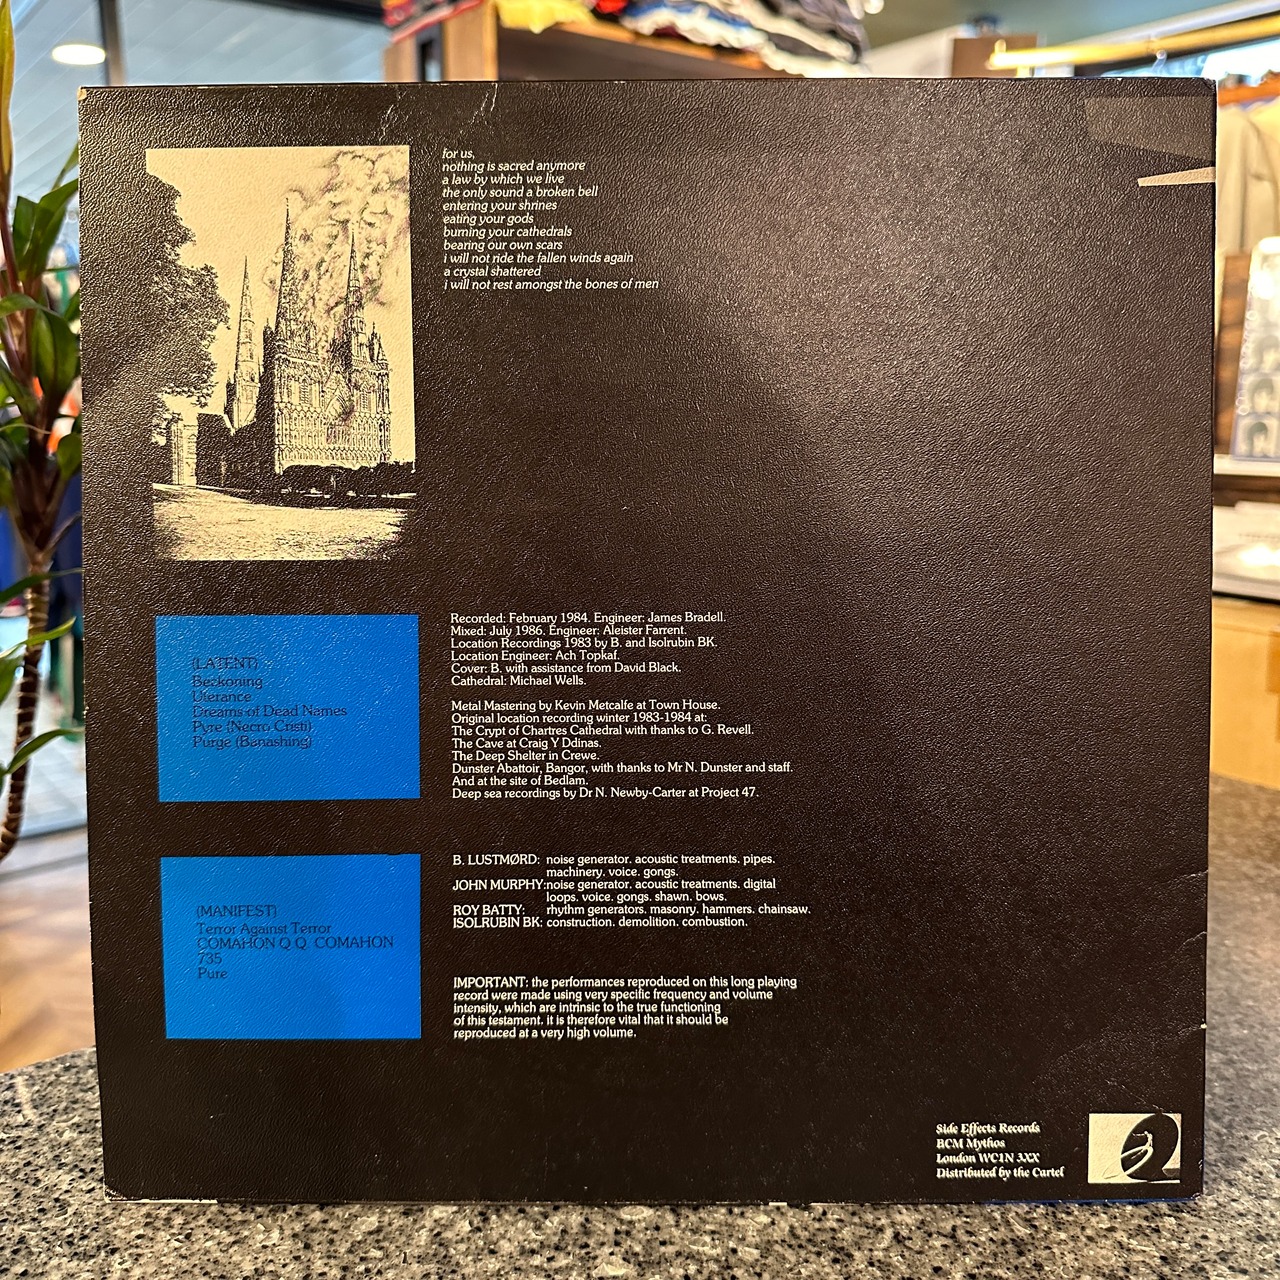 for us,
nothing is sacred anymore
a law by which we live
the only sound a broken bell
entering your shrines
eating your gods
burning your cathedrals
bearing our own scars
i will not ride the fallen winds again
a crystal shattered
i will not rest amongst the bones of men
Recorded: February 1984. Engineer: James Bradell.
Mixed: July 1986. Engineer: Aleister Farrent.
Location Recordings 1983 by B. and Isolrubin BK.
Location Engineer: Ach Topkaf.
Cover: B. with assistance from David Black.
Cathedral: Michael Wells.
Metal Mastering by Kevin Metcalfe at Town House.
Original location recording winter 1983-1984 at:
The Crypt of Chartres Cathedral with thanks to G. Revell.
The Cave at Craig Y Ddinas.
The Deep Shelter in Crewe.
Dunster Abattoir, Bangor, with thanks to Mr N. Dunster and staff.
And at the site of Bedlam.
Deep sea recordings by Dr N. Newby-Carter at Project 47.
(LATENT)
Beckoning
Uterance
Dreams of Dead Names
Pyre (Necro Cristi)
Purge (Banashing)
B. LUSTMØRD: noise generator. acoustic treatments. pipes.
machinery. voice. gongs.
JOHN MURPHY: noise generator. acoustic treatments. digital
loops. voice. gongs. shawn. bows.
ROY BATTY: rhythm generators. masonry. hammers. chainsaw.
ISOLRUBIN BK: construction. demolition. combustion.
(MANIFEST)
Terror Against Terror
COMAHON Q.Q. COMAHON
735
Pure
IMPORTANT: the performances reproduced on this long playing
record were made using very specific frequency and volume
intensity, which are intrinsic to the true functioning
of this testament. it is therefore vital that it should be
reproduced at a very high volume.
Side Effects Records
BCM Mythos
London WC1N 3XX
Distributed by the Cartel